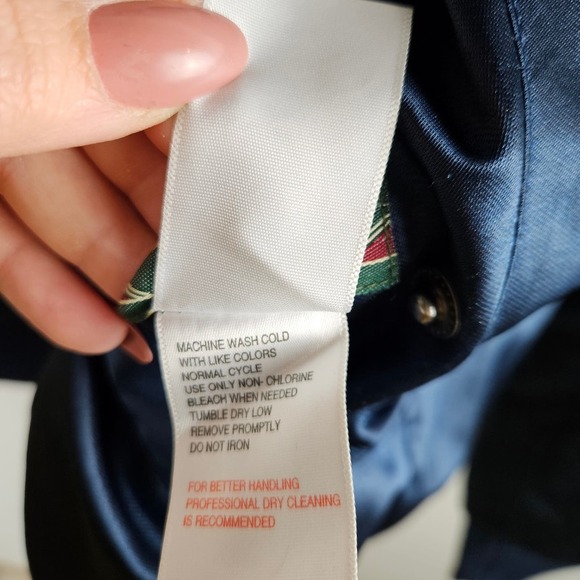 MACHINE WASH COLD
WITH LIKE COLORS
NORMAL CYCLE
USE ONLY NON- CHLORINE
BLEACH WHEN NEEDED
TUMBLE DRY LOW
REMOVE PROMPTLY
DO NOT IRON
FOR BETTER HANDLING
PROFESSIONAL DRY CLEANING
IS RECOMMENDED